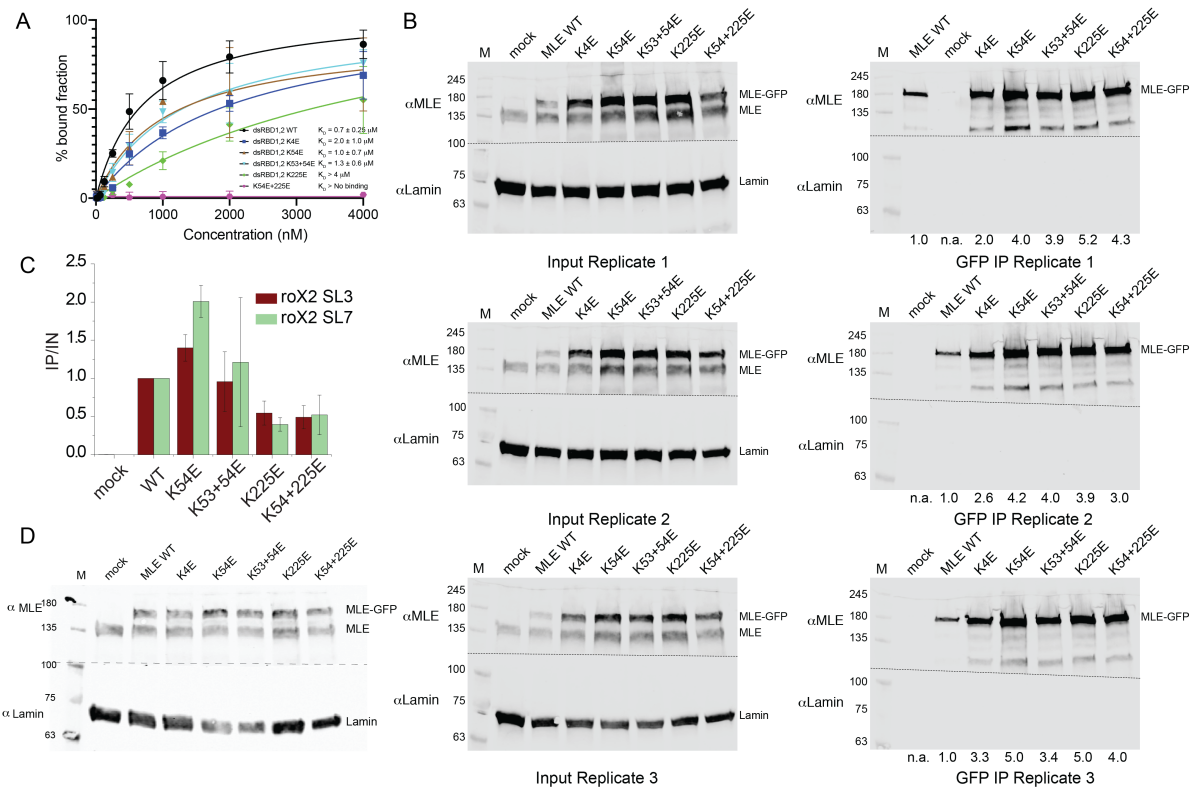 A
100
50
0
% bound fraction
0
1000
2000
3000
4000
Concentration (nM)
dsRBD1,2 WT K_D = 0.7 ± 0.25 μM
dsRBD1,2 K4E K_D = 2.0 ± 1.0 μM
dsRBD1,2 K54E K_D = 1.0 ± 0.7 μM
dsRBD1,2 K53+54E K_D = 1.3 ± 0.6 μM
dsRBD1,2 K225E K_D > 4 μM
K54E+225E K_D > No binding
B
M
mock
MLE WT
K4E
K54E
K53+54E
K225E
K54+225E
αMLE
245
180
135
MLE-GFP
MLE
100
75
63
αLamin
Lamin
Input Replicate 1
M
MLE WT
mock
K4E
K54E
K53+54E
K225E
K54+225E
αMLE
245
180
135
MLE-GFP
100
75
63
αLamin
1.0 n.a. 2.0 4.0 3.9 5.2 4.3
GFP IP Replicate 1
M
mock
MLE WT
K4E
K54E
K53+54E
K225E
K54+225E
αMLE
245
180
135
MLE-GFP
MLE
100
75
63
αLamin
Lamin
Input Replicate 2
M
mock
MLE WT
K4E
K54E
K53+54E
K225E
K54+225E
αMLE
245
180
135
MLE-GFP
100
75
63
αLamin
n.a. 1.0 2.6 4.2 4.0 3.9 3.0
GFP IP Replicate 2
M
mock
MLE WT
K4E
K54E
K53+54E
K225E
K54+225E
αMLE
245
180
135
MLE-GFP
MLE
100
75
63
αLamin
Lamin
Input Replicate 3
M
mock
MLE WT
K4E
K54E
K53+54E
K225E
K54+225E
αMLE
245
180
135
MLE-GFP
100
75
63
αLamin
n.a. 1.0 3.3 5.0 3.4 5.0 4.0
GFP IP Replicate 3
C
2.5
2.0
1.5
1.0
0.5
0.0
IP/IN
roX2 SL3
roX2 SL7
mock
WT
K54E
K53+54E
K225E
K54+225E
D
M
mock
MLE WT
K4E
K54E
K53+54E
K225E
K54+225E
α MLE
180
135
MLE-GFP
MLE
100
75
63
α Lamin
Lamin